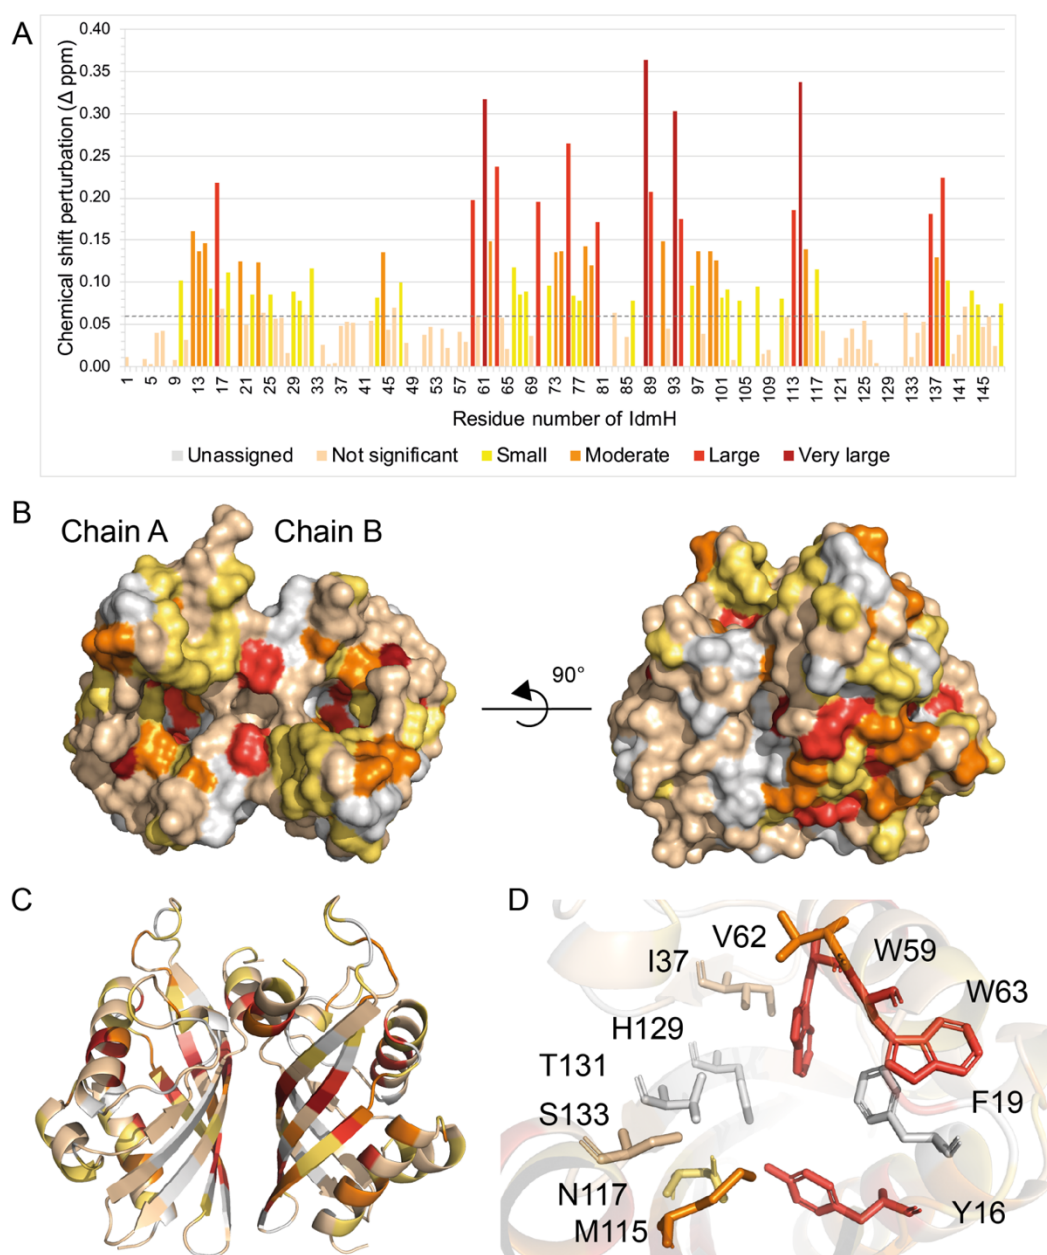 A
Chemical shift perturbation (Δ ppm)
0.40
0.35
0.30
0.25
0.20
0.15
0.10
0.05
0.00
1 5 9 13 17 21 25 29 33 37 41 45 49 53 57 61 65 69 73 77 81 85 89 93 97 101 105 109 113 117 121 125 129 133 137 141 145
Residue number of IdmH
Unassigned Not significant Small Moderate Large Very large
B
Chain A Chain B
90°
C
D
V62
W59
I37
W63
H129
T131
F19
S133
N117
M115
Y16